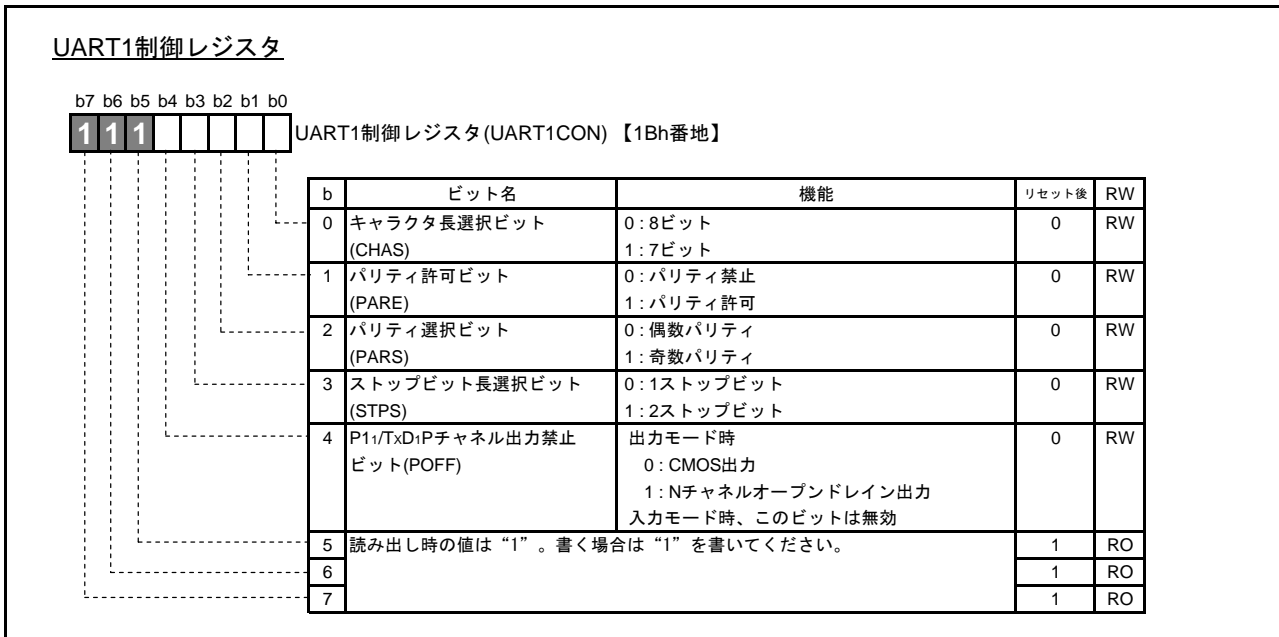 UART1制御レジスタ
b7 b6 b5 b4 b3 b2 b1 b0
1 1 1 UART1制御レジスタ(UART1CON) 【1Bh番地】
b ビット名 機能 リセット後 RW
0 キャラクタ長選択ビット 0 : 8ビット 0 RW
(CHAS) 1 : 7ビット
1 パリティ許可ビット 0 : パリティ禁止 0 RW
(PARE) 1 : パリティ許可
2 パリティ選択ビット 0 : 偶数パリティ 0 RW
(PARS) 1 : 奇数パリティ
3 ストップビット長選択ビット 0 : 1ストップビット 0 RW
(STPS) 1 : 2ストップビット
4 P11/TxD1Pチャネル出力禁止 出力モード時 0 RW
ビット(POFF) 0 : CMOS出力
1 : Nチャネルオープンドレイン出力
入力モード時、このビットは無効
5 読み出し時の値は“1”。書く場合は“1”を書いてください。 1 RO
6 1 RO
7 1 RO